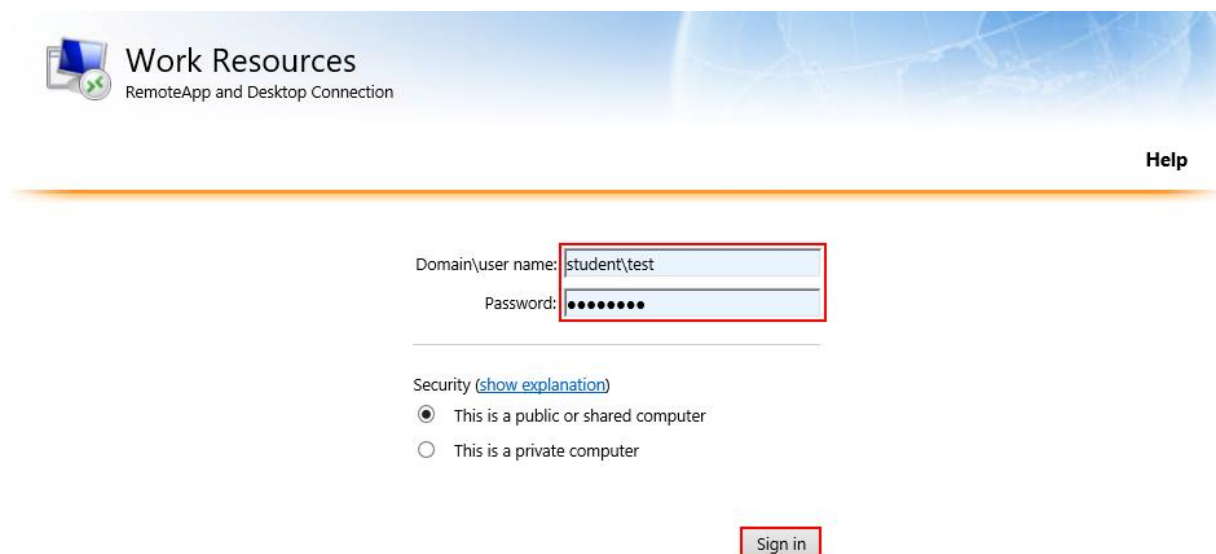 Work Resources
RemoteApp and Desktop Connection
Help
Domain\user name: student\test
Password: ●●●●●●●●
Security (show explanation)
This is a public or shared computer
This is a private computer
Sign in